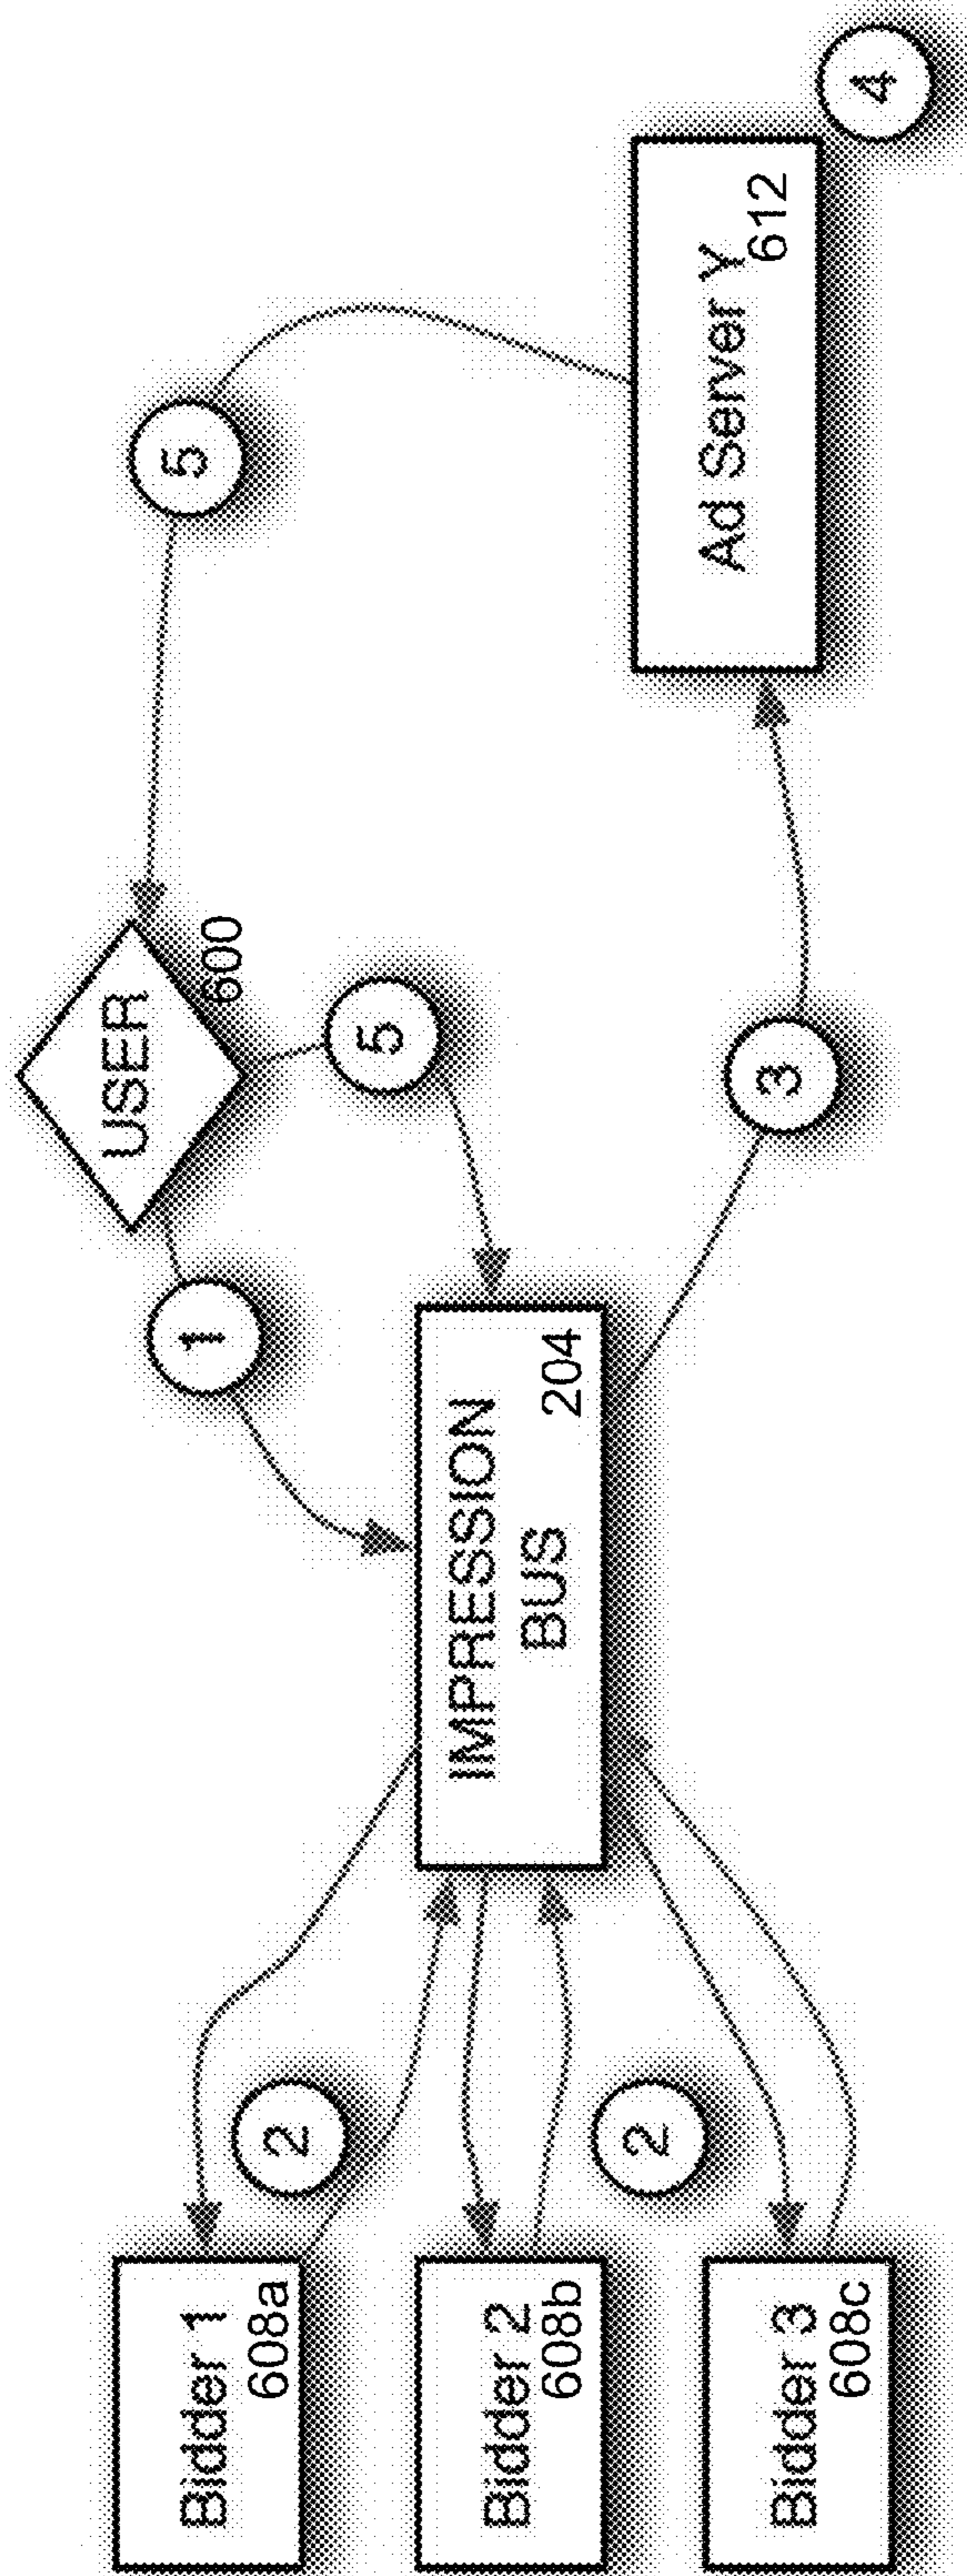 Bidder 1
608a
Bidder 2
608b
Bidder 3
608c
2
2
IMPRESSION
BUS
204
1
USER
600
5
3
5
Ad Server Y
612
4